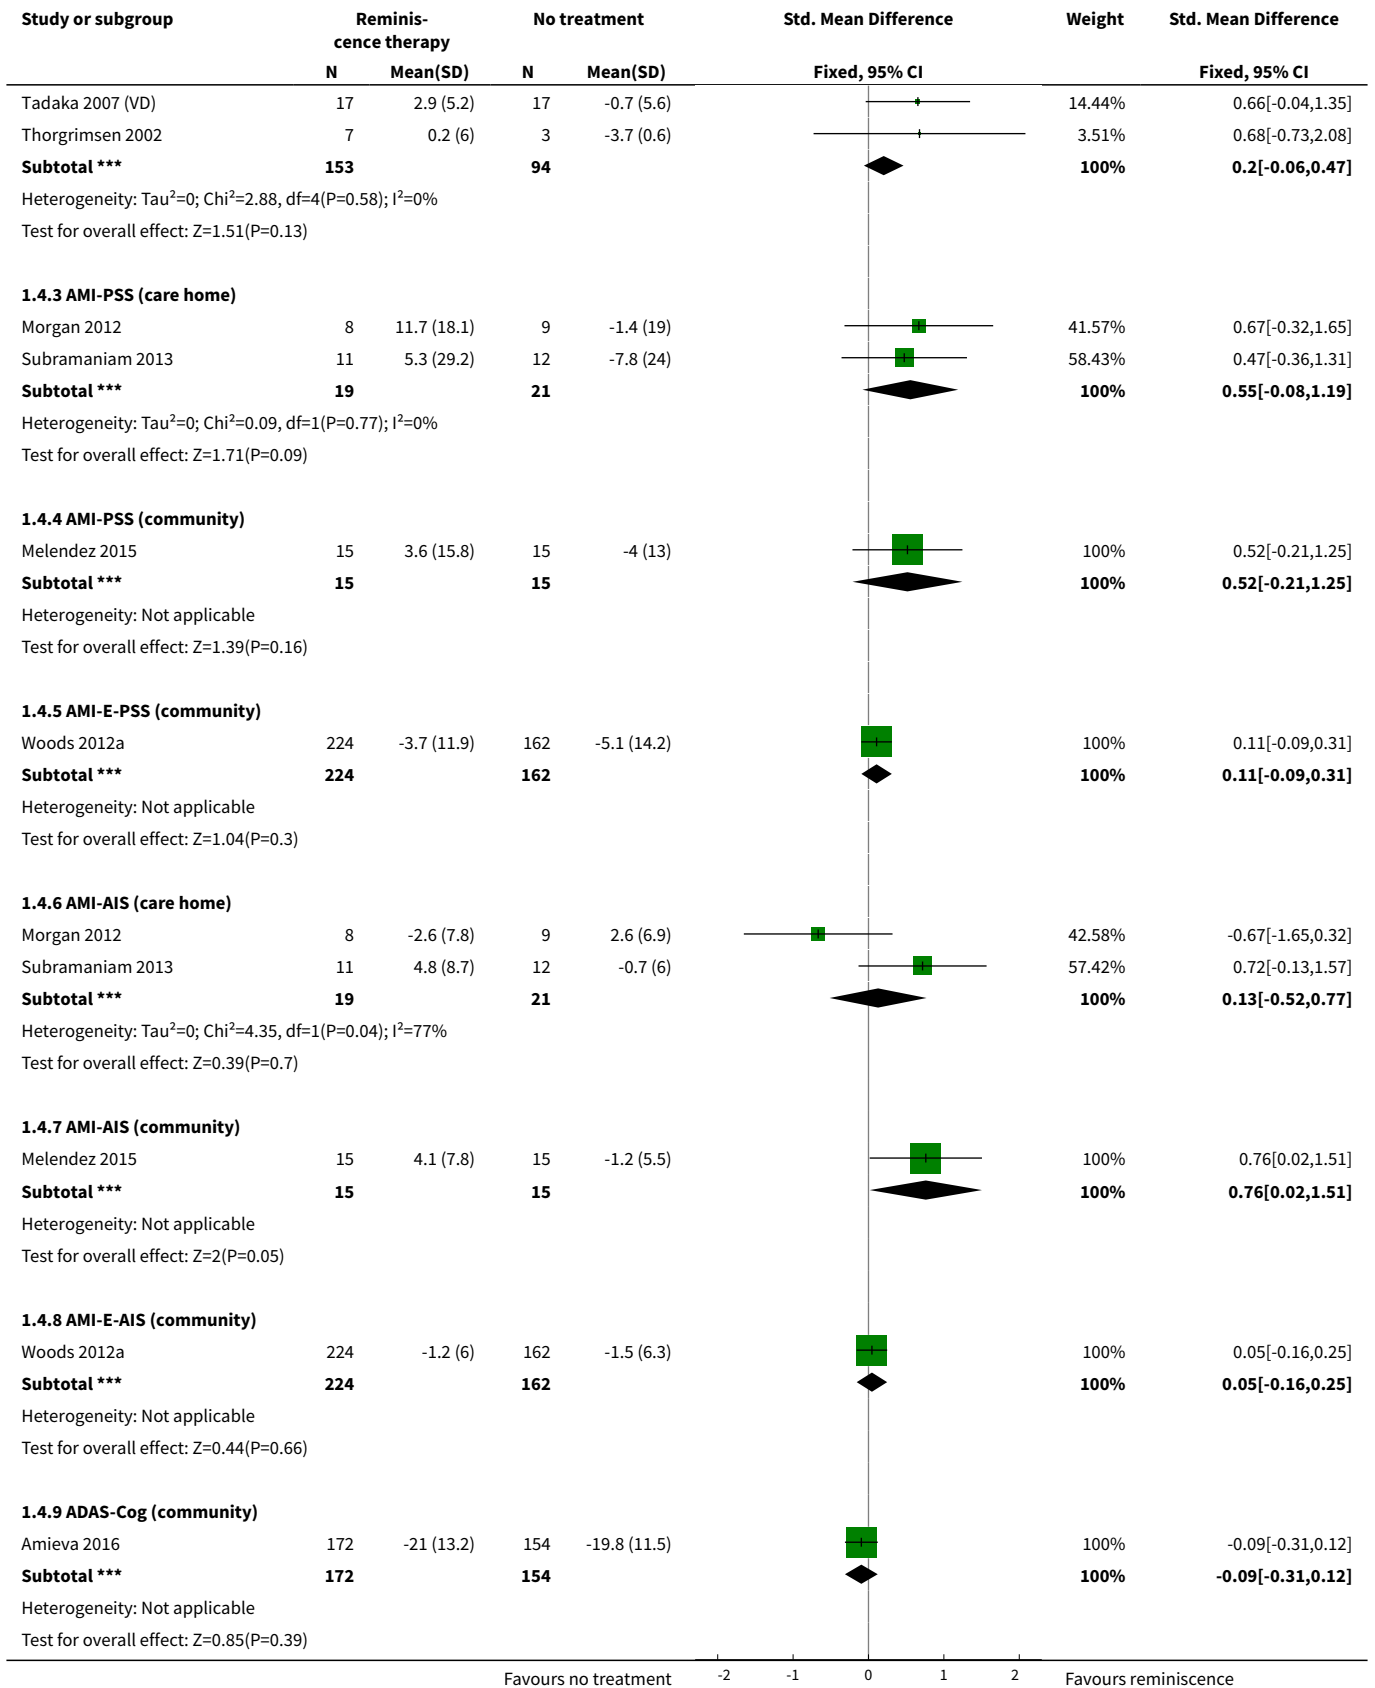 Study or subgroup Reminis- No treatment Std. Mean Difference Weight Std. Mean Difference
cence therapy
N Mean(SD) N Mean(SD) Fixed, 95% CI Fixed, 95% CI
Tadaka 2007 (VD) 17 2.9 (5.2) 17 -0.7 (5.6) 14.44% 0.66[-0.04,1.35]
Thorgrimsen 2002 7 0.2 (6) 3 -3.7 (0.6) 3.51% 0.68[-0.73,2.08]
Subtotal *** 153 94 100% 0.2[-0.06,0.47]
Heterogeneity: Tau²=0; Chi²=2.88, df=4(P=0.58); I²=0%
Test for overall effect: Z=1.51(P=0.13)
1.4.3 AMI-PSS (care home)
Morgan 2012 8 11.7 (18.1) 9 -1.4 (19) 41.57% 0.67[-0.32,1.65]
Subramaniam 2013 11 5.3 (29.2) 12 -7.8 (24) 58.43% 0.47[-0.36,1.31]
Subtotal *** 19 21 100% 0.55[-0.08,1.19]
Heterogeneity: Tau²=0; Chi²=0.09, df=1(P=0.77); I²=0%
Test for overall effect: Z=1.71(P=0.09)
1.4.4 AMI-PSS (community)
Melendez 2015 15 3.6 (15.8) 15 -4 (13) 100% 0.52[-0.21,1.25]
Subtotal *** 15 15 100% 0.52[-0.21,1.25]
Heterogeneity: Not applicable
Test for overall effect: Z=1.39(P=0.16)
1.4.5 AMI-E-PSS (community)
Woods 2012a 224 -3.7 (11.9) 162 -5.1 (14.2) 100% 0.11[-0.09,0.31]
Subtotal *** 224 162 100% 0.11[-0.09,0.31]
Heterogeneity: Not applicable
Test for overall effect: Z=1.04(P=0.3)
1.4.6 AMI-AIS (care home)
Morgan 2012 8 -2.6 (7.8) 9 2.6 (6.9) 42.58% -0.67[-1.65,0.32]
Subramaniam 2013 11 4.8 (8.7) 12 -0.7 (6) 57.42% 0.72[-0.13,1.57]
Subtotal *** 19 21 100% 0.13[-0.52,0.77]
Heterogeneity: Tau²=0; Chi²=4.35, df=1(P=0.04); I²=77%
Test for overall effect: Z=0.39(P=0.7)
1.4.7 AMI-AIS (community)
Melendez 2015 15 4.1 (7.8) 15 -1.2 (5.5) 100% 0.76[0.02,1.51]
Subtotal *** 15 15 100% 0.76[0.02,1.51]
Heterogeneity: Not applicable
Test for overall effect: Z=2(P=0.05)
1.4.8 AMI-E-AIS (community)
Woods 2012a 224 -1.2 (6) 162 -1.5 (6.3) 100% 0.05[-0.16,0.25]
Subtotal *** 224 162 100% 0.05[-0.16,0.25]
Heterogeneity: Not applicable
Test for overall effect: Z=0.44(P=0.66)
1.4.9 ADAS-Cog (community)
Amieva 2016 172 -21 (13.2) 154 -19.8 (11.5) 100% -0.09[-0.31,0.12]
Subtotal *** 172 154 100% -0.09[-0.31,0.12]
Heterogeneity: Not applicable
Test for overall effect: Z=0.85(P=0.39)
Favours no treatment -2 -1 0 1 2 Favours reminiscence